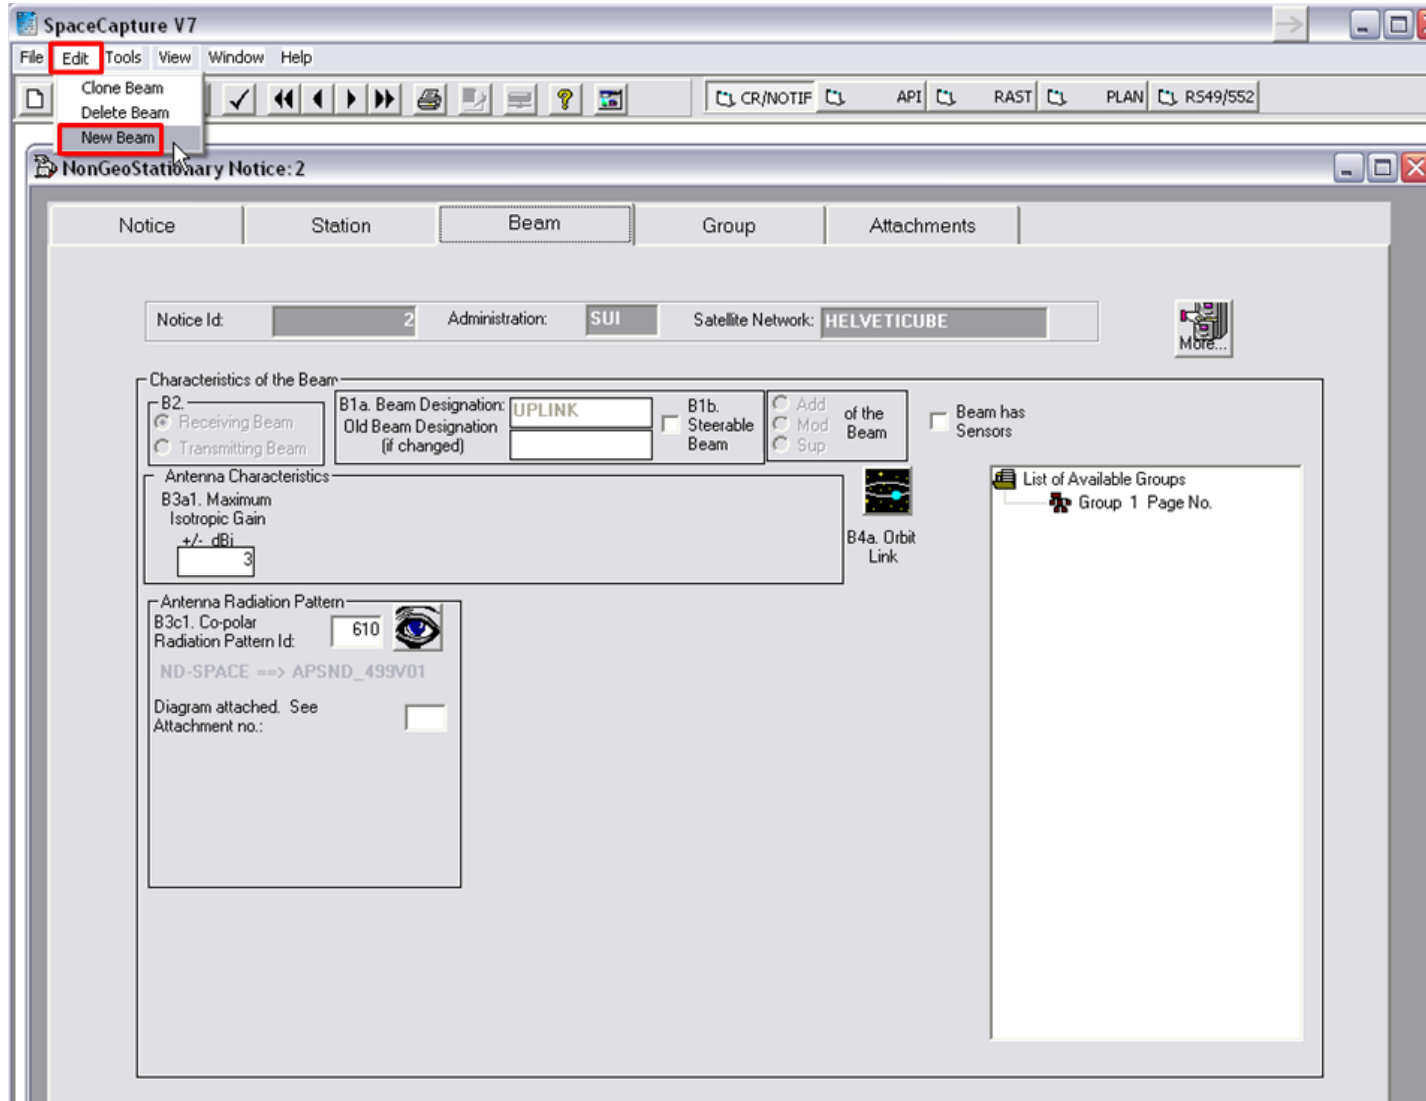 SpaceCapture V7
File Edit Tools View Window Help
Clone Beam
Delete Beam
New Beam
CR/NOTIF API RAST PLAN RS49/552
NonGeoStationary Notice: 2
Notice Station Beam Group Attachments
Notice Id: 2 Administration: SUI Satellite Network: HELVETICUBE
More...
Characteristics of the Beam
B2.
Receiving Beam
Transmitting Beam
B1a. Beam Designation: UPLINK
Old Beam Designation
(if changed)
B1b.
Steerable
Beam
Add
Mod
Sup
of the
Beam
Beam has
Sensors
Antenna Characteristics
B3a1. Maximum
Isotropic Gain
+/- dBi
3
B4a. Orbit
Link
List of Available Groups
Group 1 Page No.
Antenna Radiation Pattern
B3c1. Co-polar
Radiation Pattern Id: 610
ND-SPACE ==> APSND_499V01
Diagram attached. See
Attachment no.: